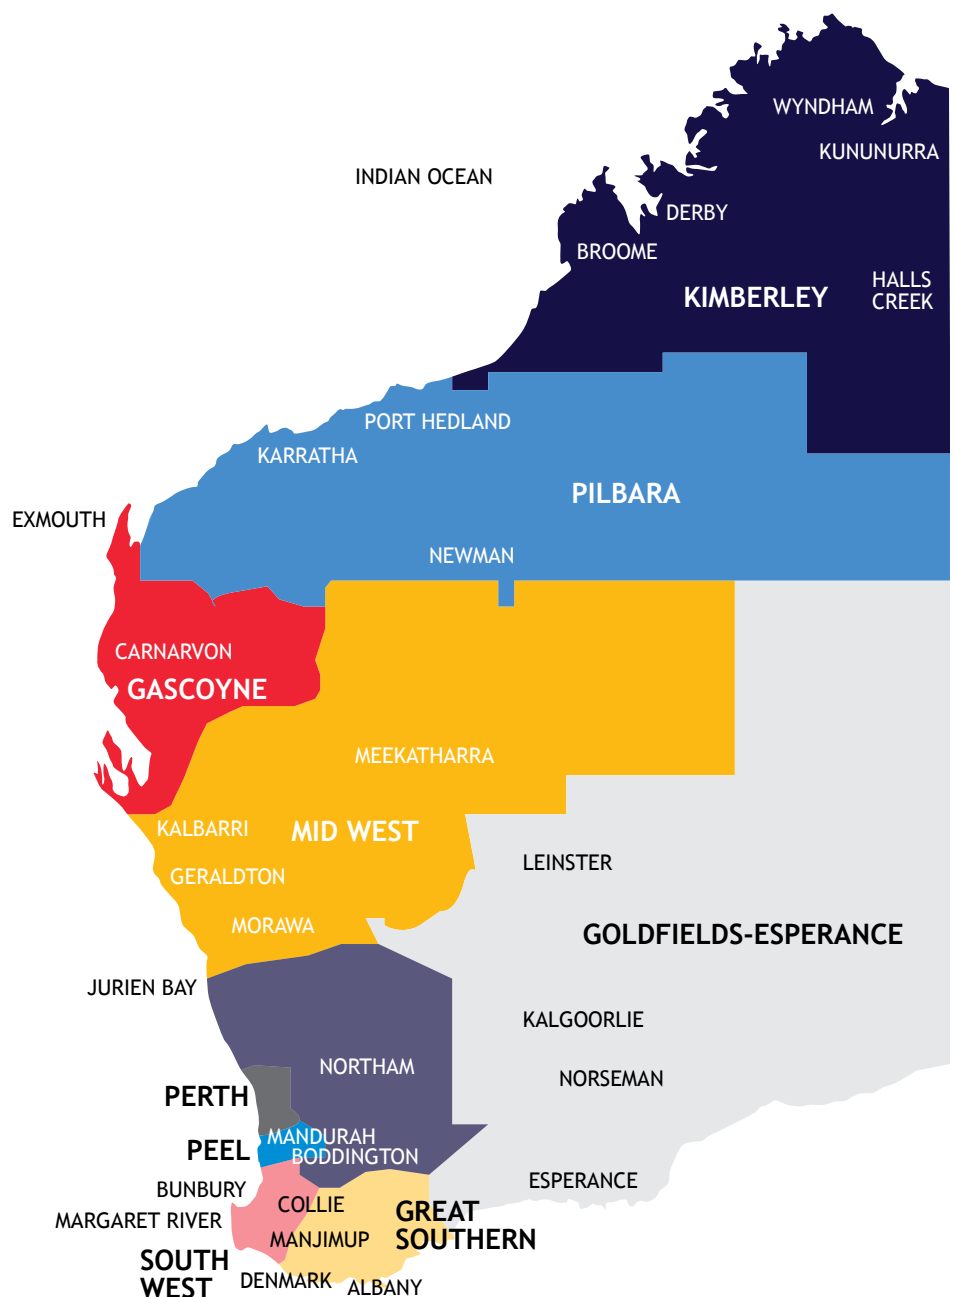 WYNDHAM
KUNUNURRA
INDIAN OCEAN
DERBY
BROOME
HALLS
CREEK
KIMBERLEY
PORT HEDLAND
KARRATHA
PILBARA
EXMOUTH
NEWMAN
CARNARVON
GASCOYNE
MEEKATHARRA
KALBARRI
MID WEST
LEINSTER
GERALDTON
MORAWA
GOLDFIELDS-ESPERANCE
JURIEN BAY
KALGOORLIE
NORTHAM
NORSEMAN
PERTH
MANDURAH
PEEL
BODDINGTON
ESPERANCE
BUNBURY
COLLIE
MARGARET RIVER
GREAT
SOUTHERN
MANJIMUP
SOUTH
WEST
DENMARK
ALBANY